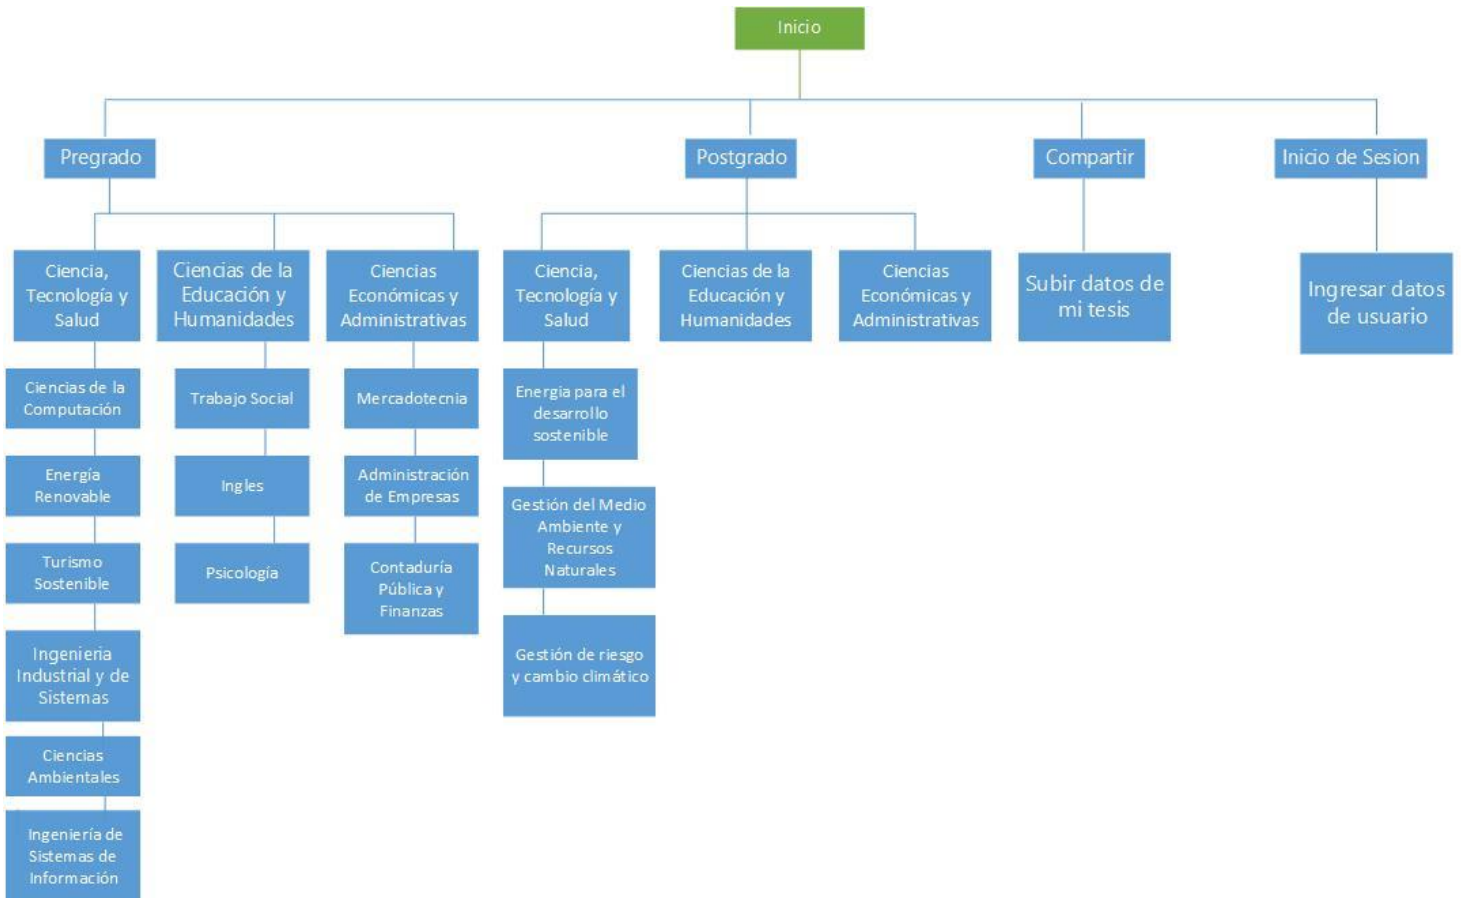 Inicio
Pregrado
Postgrado
Compartir
Inicio de Sesion
Ciencia,
Tecnología y
Salud
Ciencias de la
Educación y
Humanidades
Ciencias
Económicas y
Administrativas
Ciencia,
Tecnología y
Salud
Ciencias de la
Educación y
Humanidades
Ciencias
Económicas y
Administrativas
Subir datos de
mi tesis
Ingresar datos
de usuario
Ciencias de la
Computación
Energía
Renovable
Turismo
Sostenible
Ingenieria
Industrial y de
Sistemas
Ciencias
Ambientales
Ingeniería de
Sistemas de
Información
Trabajo Social
Ingles
Psicología
Mercadotecnia
Administración
de Empresas
Contaduría
Pública y
Finanzas
Energia para el
desarrollo
sostenible
Gestión del Medio
Ambiente y
Recursos
Naturales
Gestión de riesgo
y cambio climático